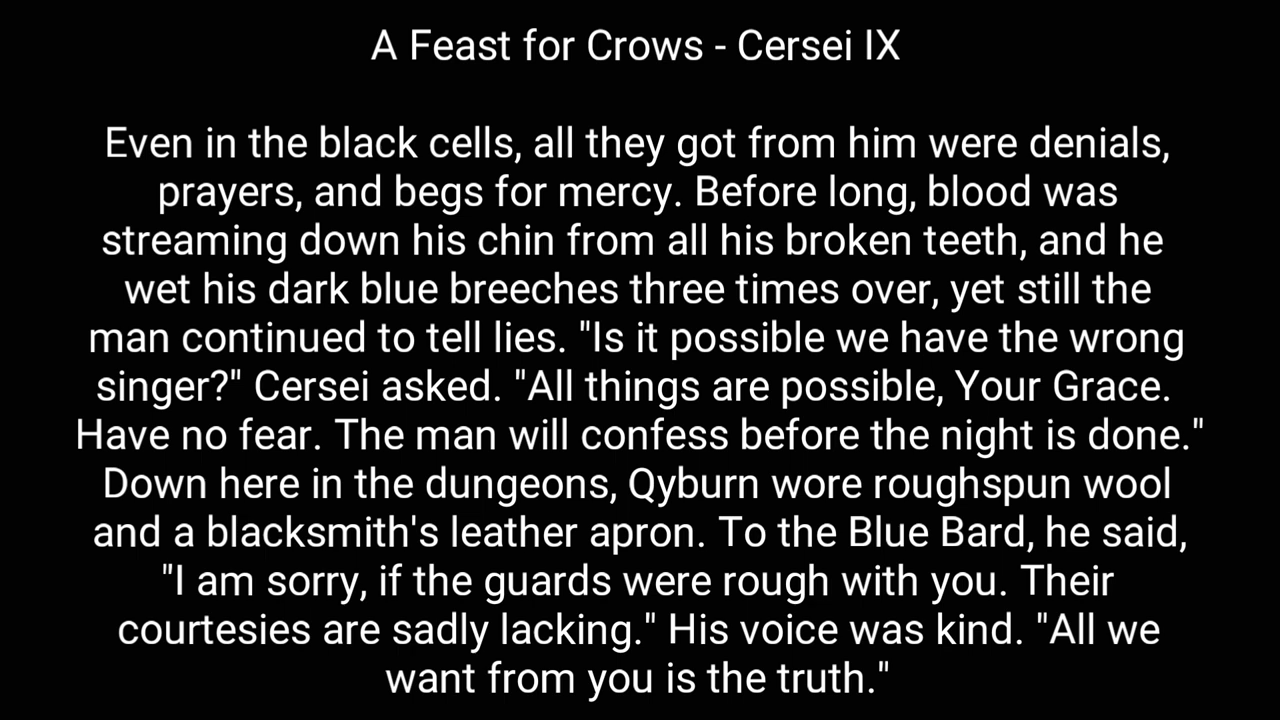 A Feast for Crows - Cersei IX
Even in the black cells, all they got from him were denials,
prayers, and begs for mercy. Before long, blood was
streaming down his chin from all his broken teeth, and he
wet his dark blue breeches three times over, yet still the
man continued to tell lies. "Is it possible we have the wrong
singer?" Cersei asked. "All things are possible, Your Grace.
Have no fear. The man will confess before the night is done."
Down here in the dungeons, Qyburn wore roughspun wool
and a blacksmith's leather apron. To the Blue Bard, he said,
"I am sorry, if the guards were rough with you. Their
courtesies are sadly lacking." His voice was kind. "All we
want from you is the truth."